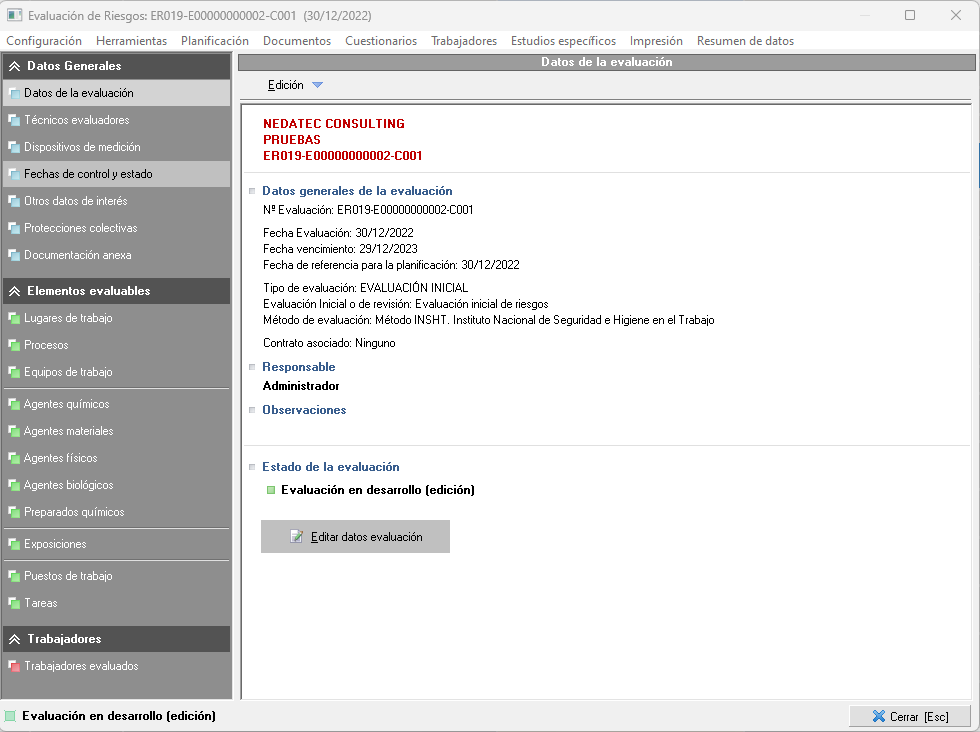 Evaluación de Riesgos: ER019-E00000000002-C001 (30/12/2022)
Configuración Herramientas Planificación Documentos Cuestionarios Trabajadores Estudios específicos Impresión Resumen de datos
Datos Generales
Datos de la evaluación
Técnicos evaluadores
Dispositivos de medición
Fechas de control y estado
Otros datos de interés
Protecciones colectivas
Documentación anexa
Elementos evaluables
Lugares de trabajo
Procesos
Equipos de trabajo
Agentes químicos
Agentes materiales
Agentes físicos
Agentes biológicos
Preparados químicos
Exposiciones
Puestos de trabajo
Tareas
Trabajadores
Trabajadores evaluados
Datos de la evaluación
Edición
NEDATEC CONSULTING
PRUEBAS
ER019-E00000000002-C001
Datos generales de la evaluación
Nº Evaluación: ER019-E00000000002-C001
Fecha Evaluación: 30/12/2022
Fecha vencimiento: 29/12/2023
Fecha de referencia para la planificación: 30/12/2022
Tipo de evaluación: EVALUACIÓN INICIAL
Evaluación Inicial o de revisión: Evaluación inicial de riesgos
Método de evaluación: Método INSHT. Instituto Nacional de Seguridad e Higiene en el Trabajo
Contrato asociado: Ninguno
Responsable
Administrador
Observaciones
Estado de la evaluación
Evaluación en desarrollo (edición)
Editar datos evaluación
Evaluación en desarrollo (edición)
Cerrar [Esc]